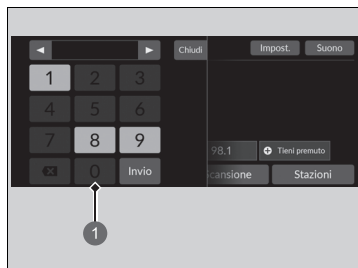 ◄ ► Chiudi Impost. Suono
1 2 3
4 5 6
7 8 9 98.1 + Tieni premuto
0 Invio cansione Stazioni
1